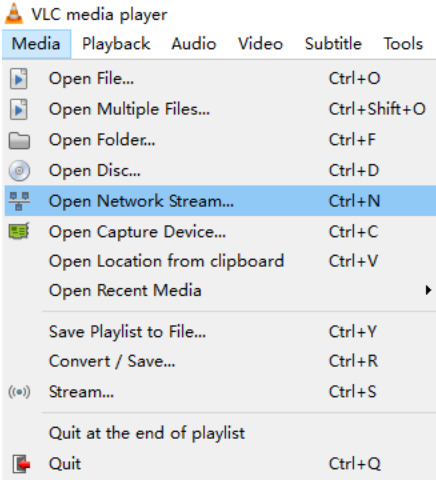 VLC media player
Media Playback Audio Video Subtitle Tools
Open File... Ctrl+O
Open Multiple Files... Ctrl+Shift+O
Open Folder... Ctrl+F
Open Disc... Ctrl+D
Open Network Stream... Ctrl+N
Open Capture Device... Ctrl+C
Open Location from clipboard Ctrl+V
Open Recent Media
Save Playlist to File... Ctrl+Y
Convert / Save... Ctrl+R
Stream... Ctrl+S
Quit at the end of playlist
Quit Ctrl+Q